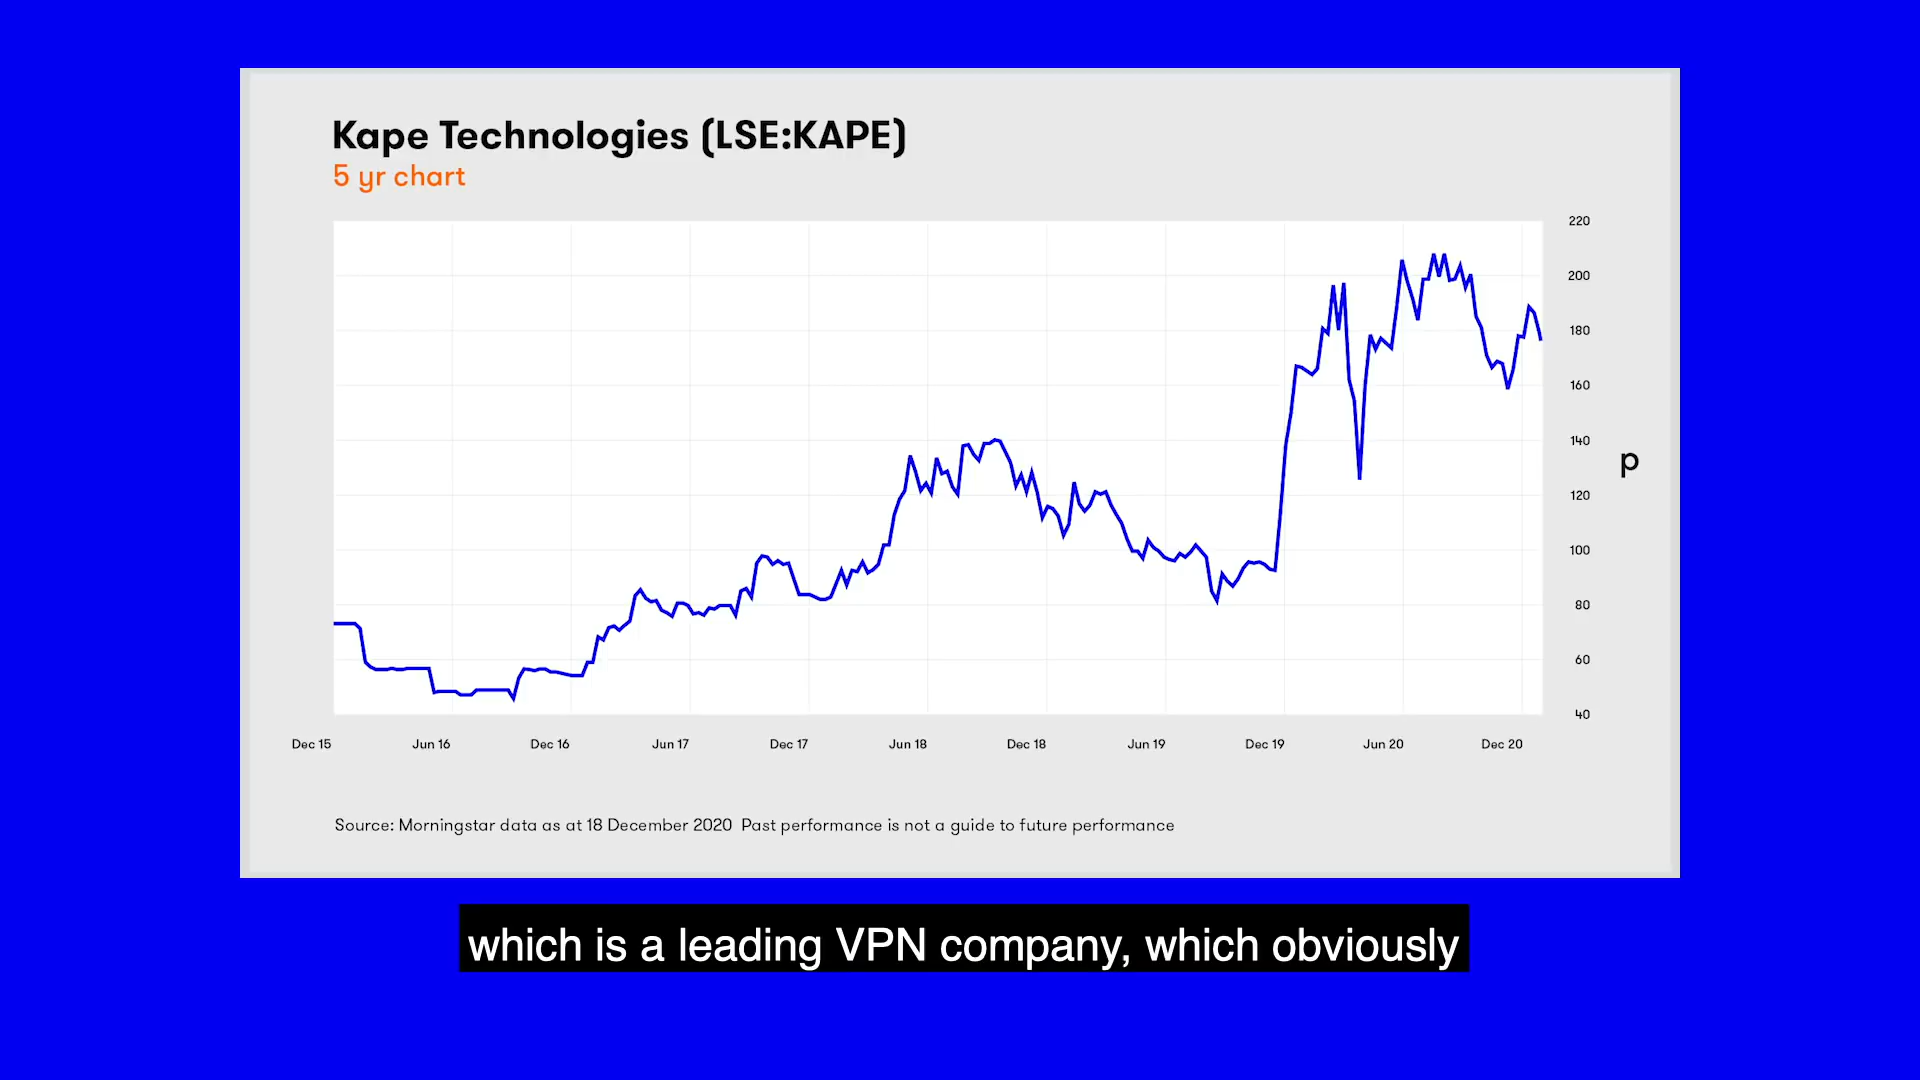 Kape Technologies (LSE:KAPE)
5 yr chart
220
200
180
160
140
p
120
100
80
60
40
Dec 15 Jun 16 Dec 16 Jun 17 Dec 17 Jun 18 Dec 18 Jun 19 Dec 19 Jun 20 Dec 20
Source: Morningstar data as at 18 December 2020 Past performance is not a guide to future performance
which is a leading VPN company, which obviously